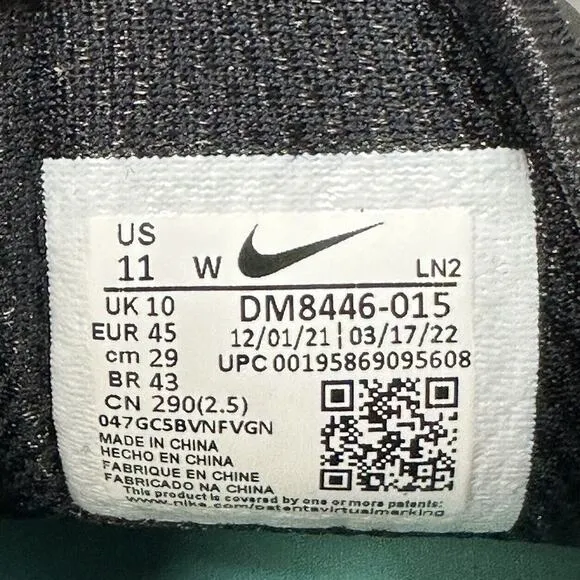 US
11 W
LN2
UK 10
DM8446-015
EUR 45
12/01/21 | 03/17/22
cm 29
UPC 00195869095608
BR 43
CN 290(2.5)
047GC5BVNFVGN
MADE IN CHINA
HECHO EN CHINA
FABRIQUE EN CHINE
FABRICADO NA CHINA
This product is covered by one or more patents:
www.nike.com/patentsvirtualmarking